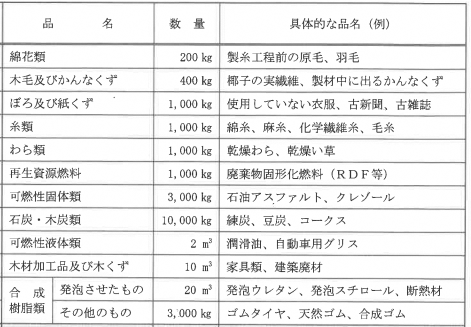 品 名 数 量 具体的な品名（例）
綿花類 200 kg 製糸工程前の原毛、羽毛
木毛及びかんなくず 400 kg 椰子の実繊維、製材中に出るかんなくず
ぼろ及び紙くず 1,000 kg 使用していない衣服、古新聞、古雑誌
糸類 1,000 kg 綿糸、麻糸、化学繊維糸、毛糸
わら類 1,000 kg 乾燥わら、乾燥い草
再生資源燃料 1,000 kg 廃棄物固形化燃料（ＲＤＦ等）
可燃性固体類 3,000 kg 石油アスファルト、クレゾール
石炭・木炭類 10,000 kg 練炭、豆炭、コークス
可燃性液体類 2 m³ 潤滑油、自動車用グリス
木材加工品及び木くず 10 m³ 家具類、建築廃材
合成樹脂類 発泡させたもの 20 m³ 発泡ウレタン、発泡スチロール、断熱材
その他のもの 3,000 kg ゴムタイヤ、天然ゴム、合成ゴム